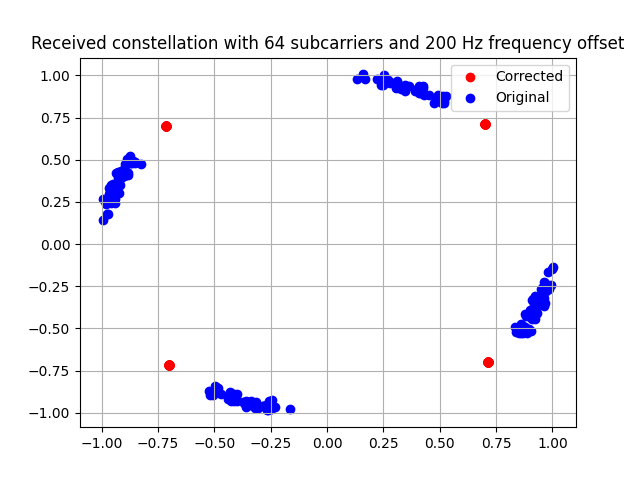 Received constellation with 64 subcarriers and 200 Hz frequency offset
Corrected
Original
1.00
0.75
0.50
0.25
0.00
−0.25
−0.50
−0.75
−1.00
−1.00 −0.75 −0.50 −0.25 0.00 0.25 0.50 0.75 1.00